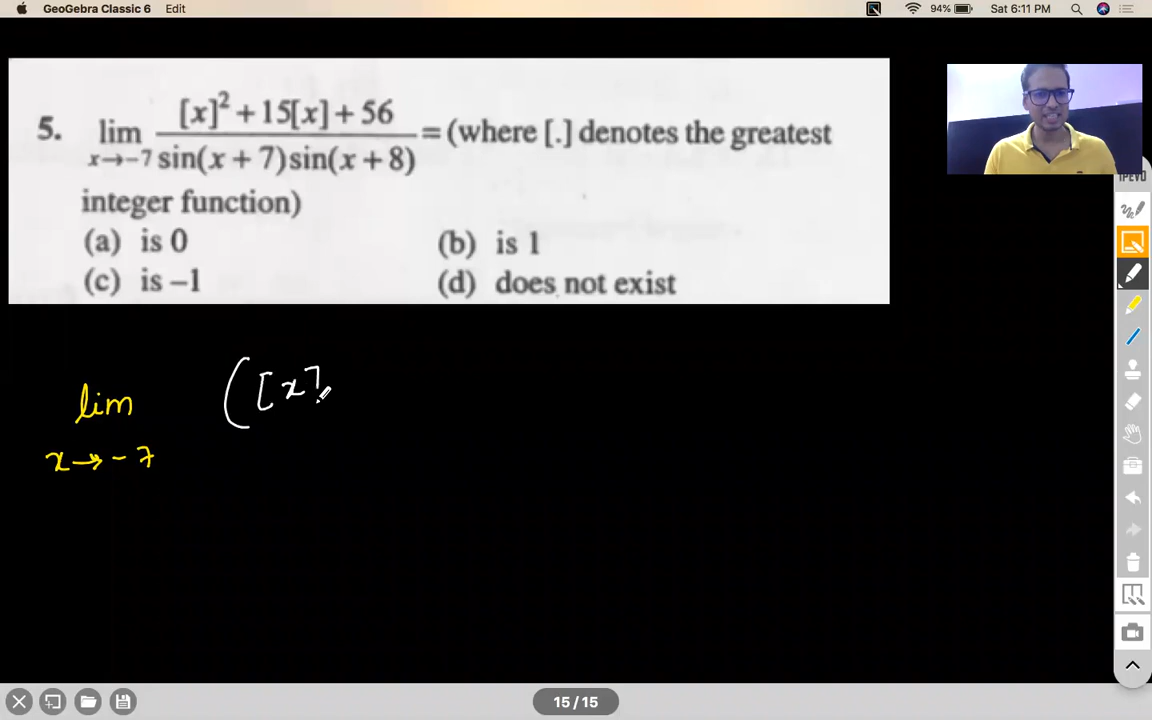 GeoGebra Classic 6 Edit 94% Sat 6:11 PM
5. lim x→-7 [x]² + 15[x] + 56 / sin(x + 7) sin(x + 8) = (where [.] denotes the greatest
integer function)
(a) is 0 (b) is 1
(c) is –1 (d) does not exist
IPEVO
lim ([x]
x→-7
15 / 15